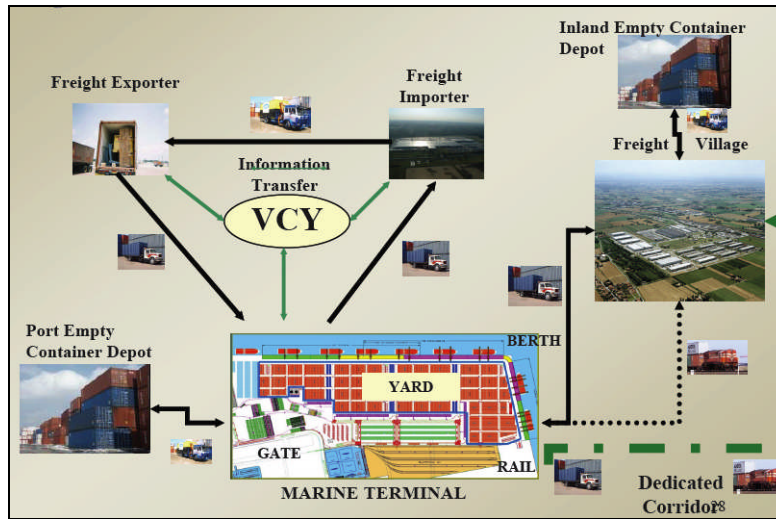 Inland Empty Container
Depot
Freight Exporter
Freight
Importer
Information
Transfer
VCY
Freight Village
Port Empty
Container Depot
BERTH
YARD
GATE
RAIL
MARINE TERMINAL
Dedicated
Corridor
28